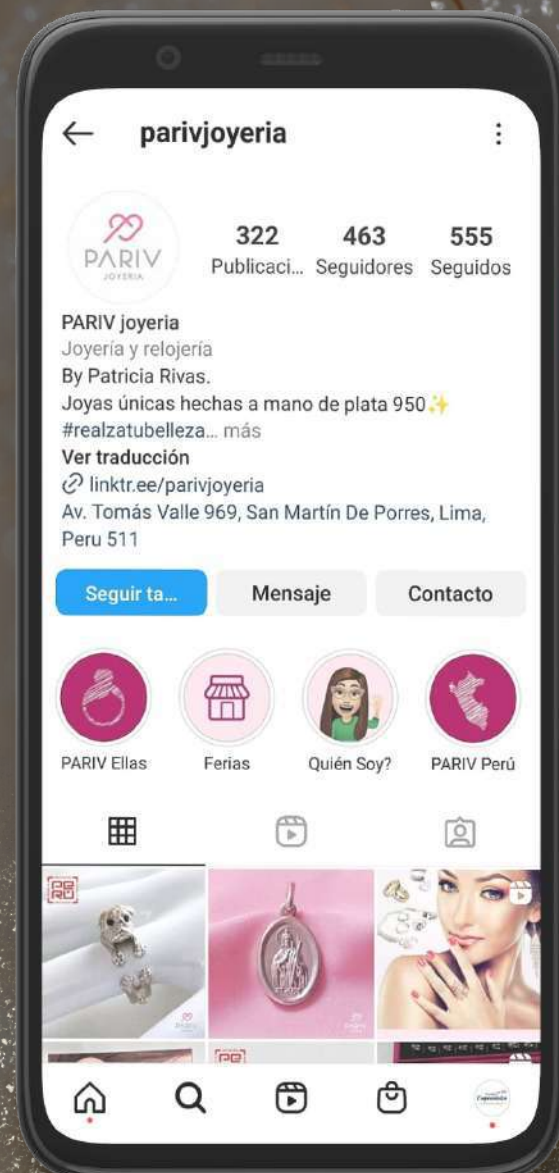 parivjoyeria
PARIV
JOYERIA
322 463 555
Publicaci... Seguidores Seguidos
PARIV joyeria
Joyería y relojería
By Patricia Rivas.
Joyas únicas hechas a mano de plata 950✨
#realzatubelleza... más
Ver traducción
linktr.ee/parivjoyeria
Av. Tomás Valle 969, San Martín De Porres, Lima,
Peru 511
Seguir ta... Mensaje Contacto
PARIV Ellas Ferias Quién Soy? PARIV Perú
PE
RÚ